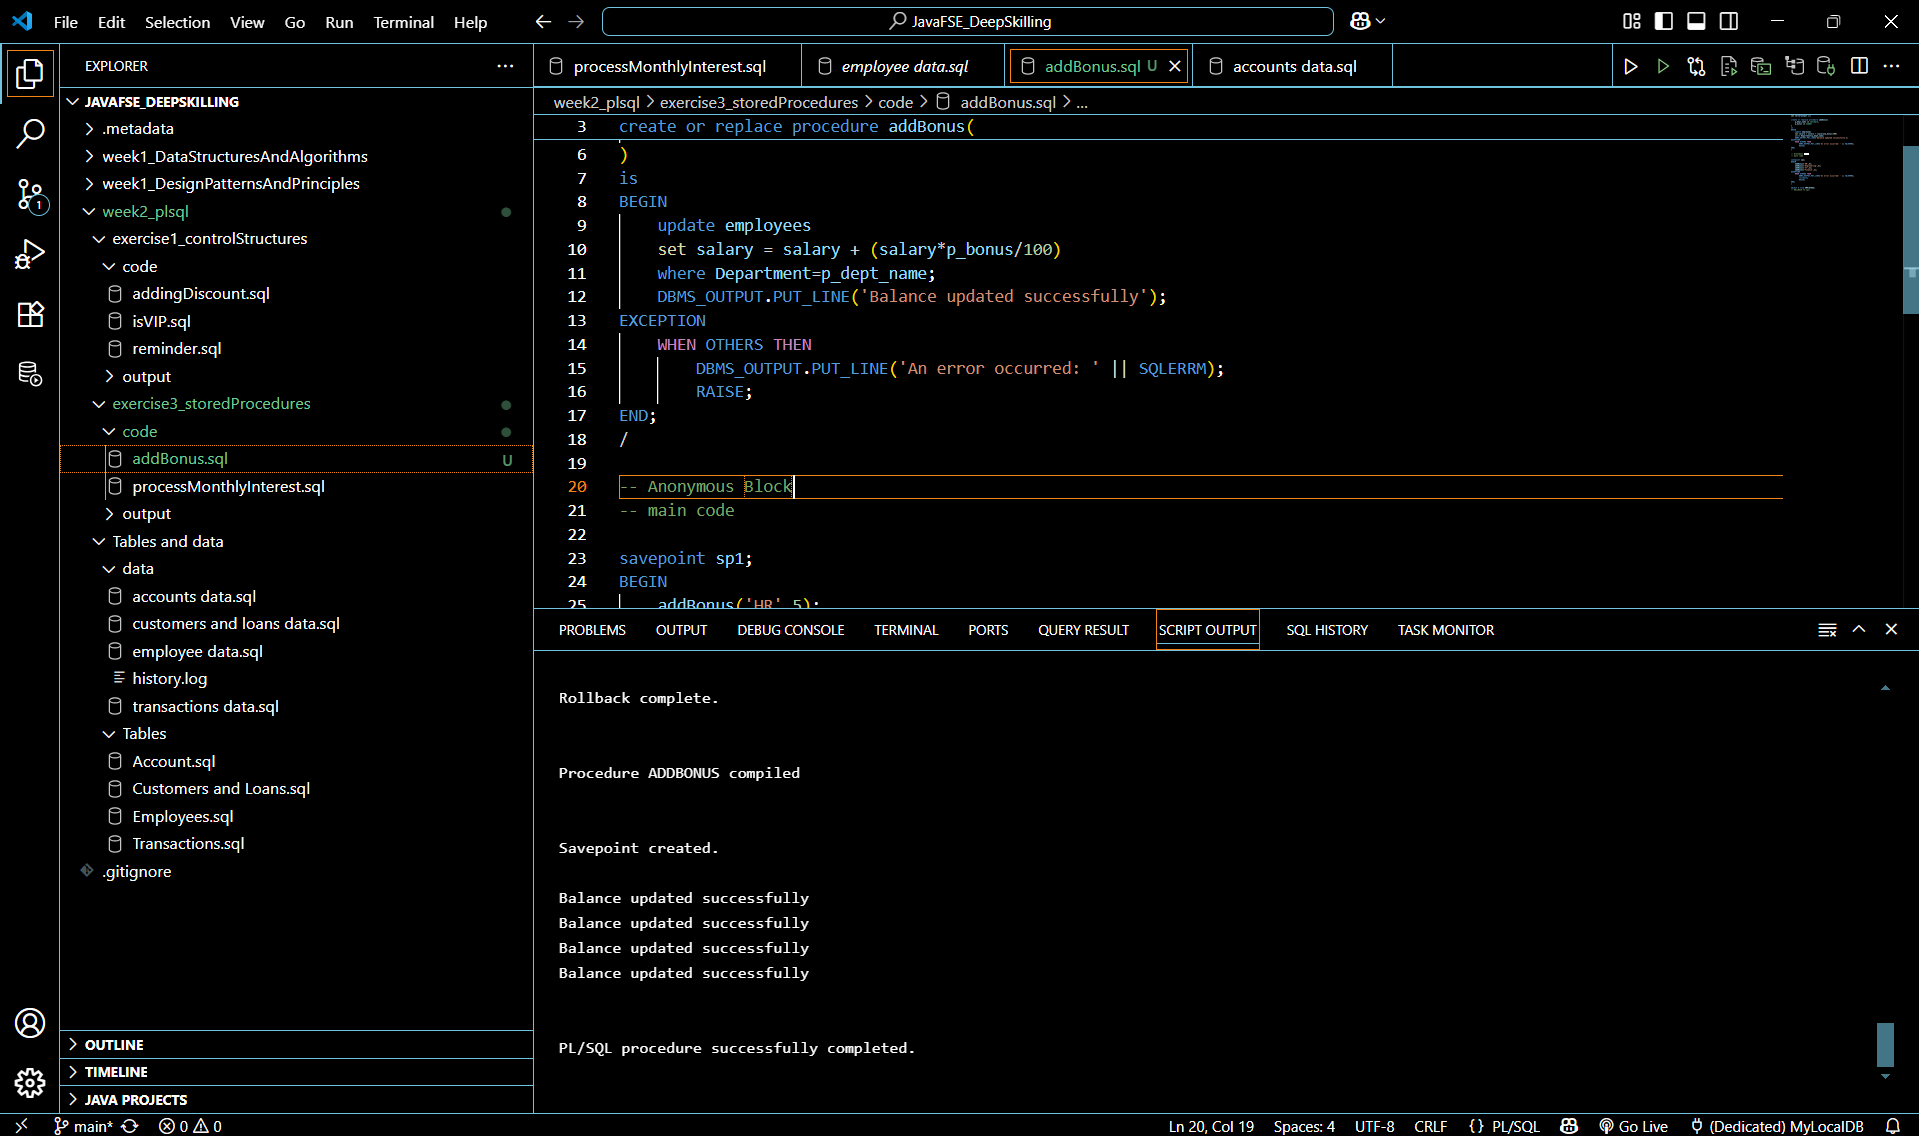 File Edit Selection View Go Run Terminal Help
JavaFSE_DeepSkilling
EXPLORER
JAVAFSE_DEEPSKILLING
.metadata
week1_DataStructuresAndAlgorithms
week1_DesignPatternsAndPrinciples
week2_plsql
exercise1_controlStructures
code
addingDiscount.sql
isVIP.sql
reminder.sql
output
exercise3_storedProcedures
code
addBonus.sql U
processMonthlyInterest.sql
output
Tables and data
data
accounts data.sql
customers and loans data.sql
employee data.sql
history.log
transactions data.sql
Tables
Account.sql
Customers and Loans.sql
Employees.sql
Transactions.sql
.gitignore
OUTLINE
TIMELINE
JAVA PROJECTS
1
processMonthlyInterest.sql employee data.sql addBonus.sql U accounts data.sql
week2_plsql > exercise3_storedProcedures > code > addBonus.sql > ...
3 create or replace procedure addBonus(
6 )
7 is
8 BEGIN
9 update employees
10 set salary = salary + (salary*p_bonus/100)
11 where Department=p_dept_name;
12 DBMS_OUTPUT.PUT_LINE('Balance updated successfully');
13 EXCEPTION
14 WHEN OTHERS THEN
15 DBMS_OUTPUT.PUT_LINE('An error occurred: ' || SQLERRM);
16 RAISE;
17 END;
18 /
19
20 -- Anonymous Block
21 -- main code
22
23 savepoint sp1;
24 BEGIN
25 addBonus('HR',5);
PROBLEMS OUTPUT DEBUG CONSOLE TERMINAL PORTS QUERY RESULT SCRIPT OUTPUT SQL HISTORY TASK MONITOR
Rollback complete.
Procedure ADDBONUS compiled
Savepoint created.
Balance updated successfully
Balance updated successfully
Balance updated successfully
Balance updated successfully
PL/SQL procedure successfully completed.
main* 0 0 Ln 20, Col 19 Spaces: 4 UTF-8 CRLF {} PL/SQL Go Live (Dedicated) MyLocalDB